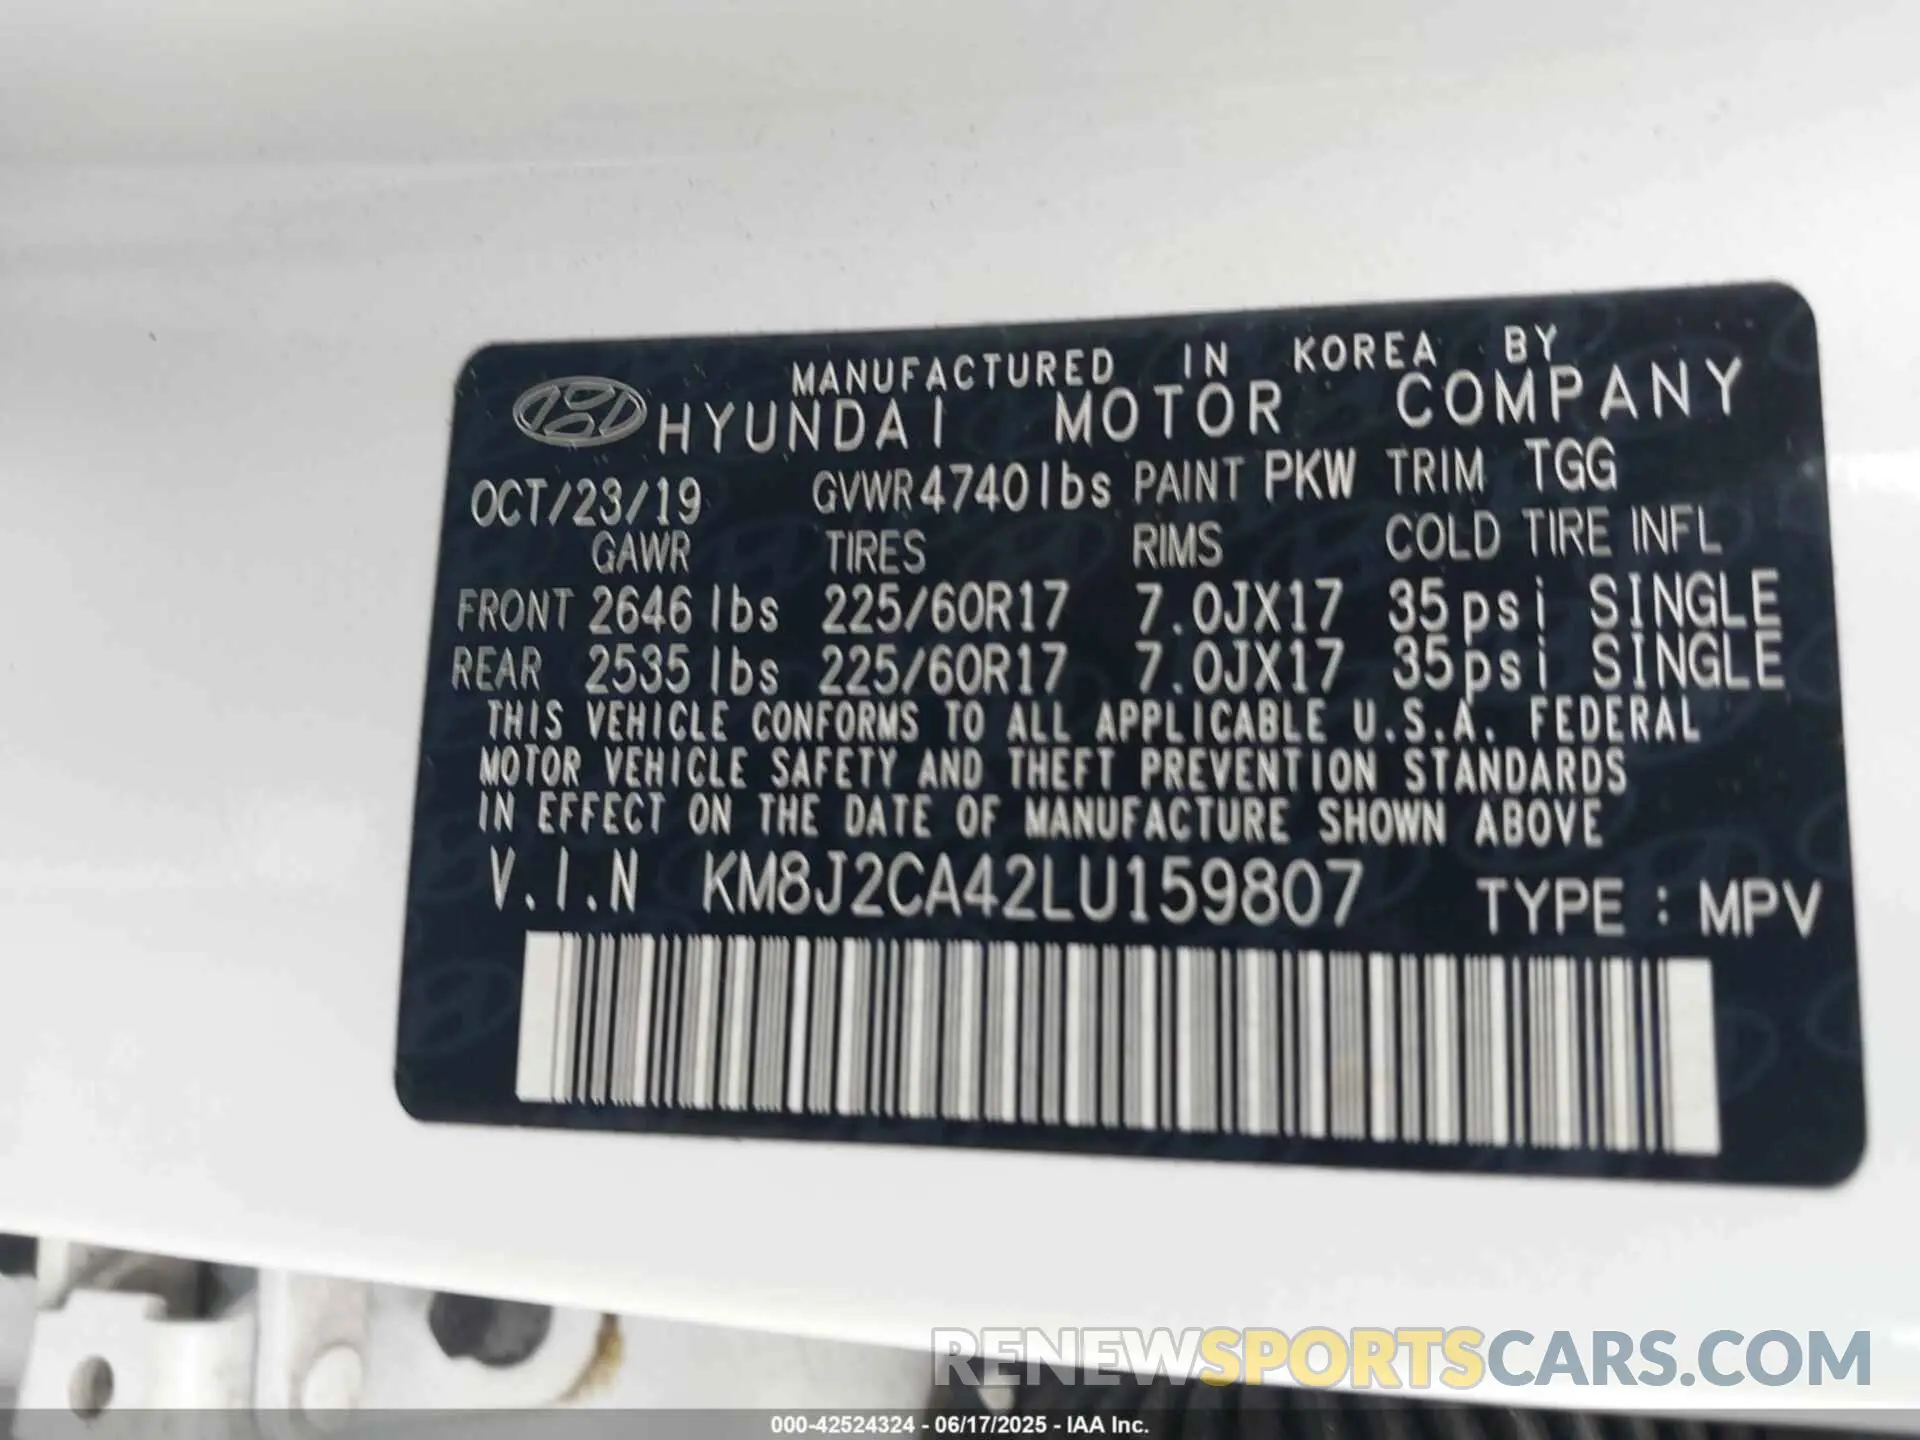 MANUFACTURED IN KOREA BY
HYUNDAI MOTOR COMPANY
OCT/23/19 GVWR 4740lbs PAINT PKW TRIM TGG
GAWR TIRES RIMS COLD TIRE INFL
FRONT 2646 lbs 225/60R17 7.0JX17 35psi SINGLE
REAR 2535 lbs 225/60R17 7.0JX17 35psi SINGLE
THIS VEHICLE CONFORMS TO ALL APPLICABLE U.S.A. FEDERAL
MOTOR VEHICLE SAFETY AND THEFT PREVENTION STANDARDS
IN EFFECT ON THE DATE OF MANUFACTURE SHOWN ABOVE
V.I.N KM8J2CA42LU159807 TYPE : MPV
RENEWSPORTSCARS.COM
000-42524324 - 06/17/2025 - IAA Inc.